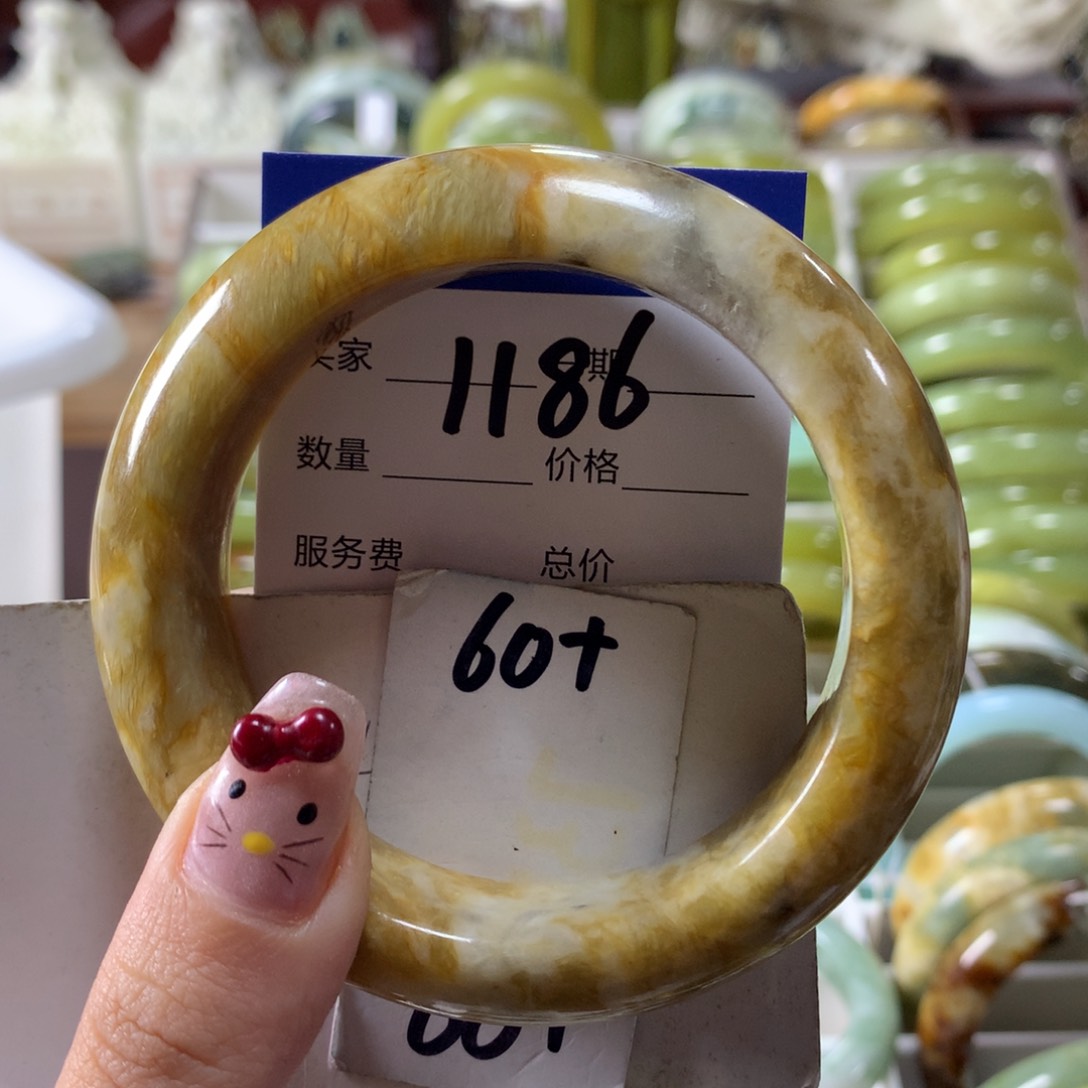 1186
家 期
数量 价格
服务费 总价
60+